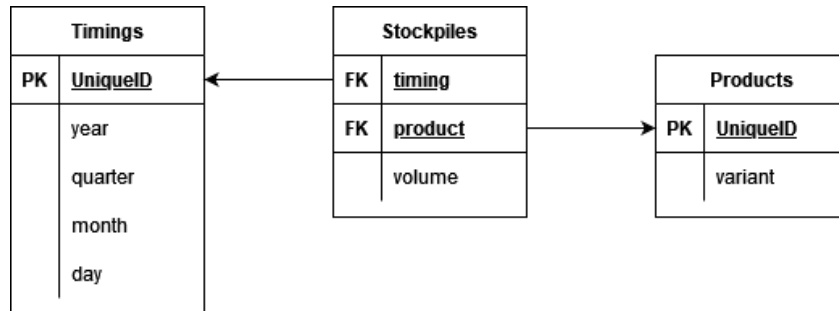 Timings
PK UniqueID
year
quarter
month
day
Stockpiles
FK timing
FK product
volume
Products
PK UniqueID
variant